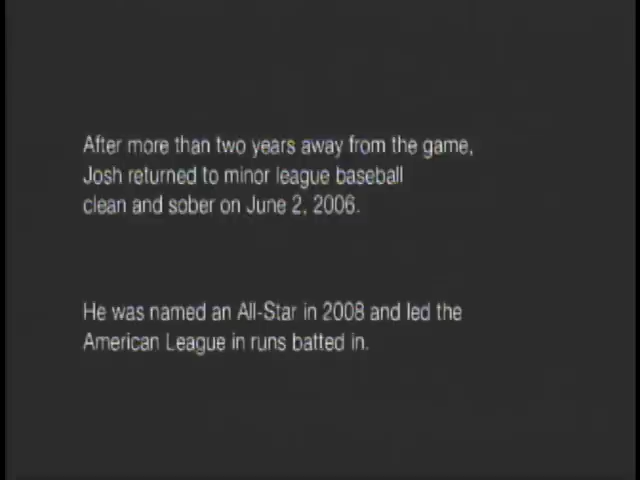 After more than two years away from the game,
Josh returned to minor league baseball
clean and sober on June 2, 2006.
He was named an All-Star in 2008 and led the
American League in runs batted in.